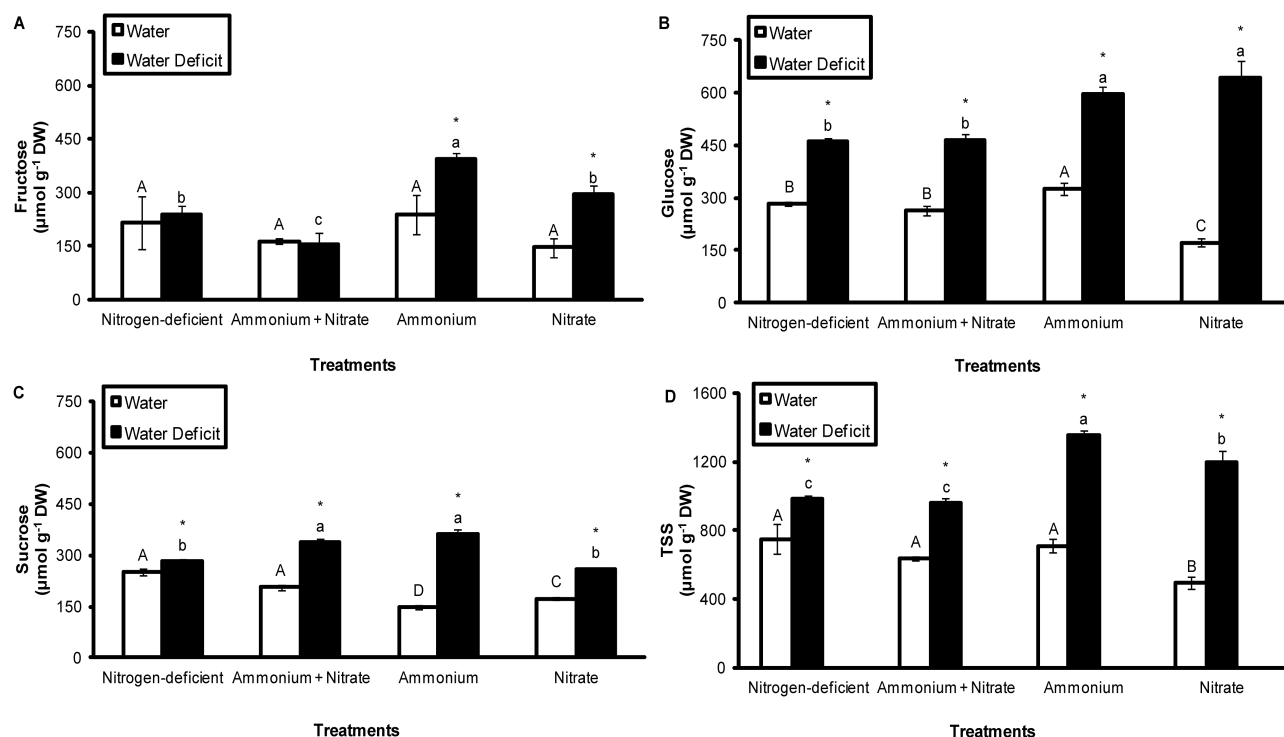 A
Water
Water Deficit
750
600
450
300
150
0
Fructose
(µmol g-1 DW)
A
b
A
c
A
*
a
A
*
b
Nitrogen-deficient
Ammonium + Nitrate
Ammonium
Nitrate
Treatments
B
Water
Water Deficit
750
600
450
300
150
0
Glucose
(µmol g-1 DW)
B
*
b
B
*
b
A
*
a
C
*
a
Nitrogen-deficient
Ammonium + Nitrate
Ammonium
Nitrate
Treatments
C
Water
Water Deficit
750
600
450
300
150
0
Sucrose
(µmol g-1 DW)
A
*
b
A
*
a
D
*
a
C
*
b
Nitrogen-deficient
Ammonium + Nitrate
Ammonium
Nitrate
Treatments
D
Water
Water Deficit
1600
1200
800
400
0
TSS
(µmol g-1 DW)
A
*
c
A
*
c
A
*
a
B
*
b
Nitrogen-deficient
Ammonium + Nitrate
Ammonium
Nitrate
Treatments